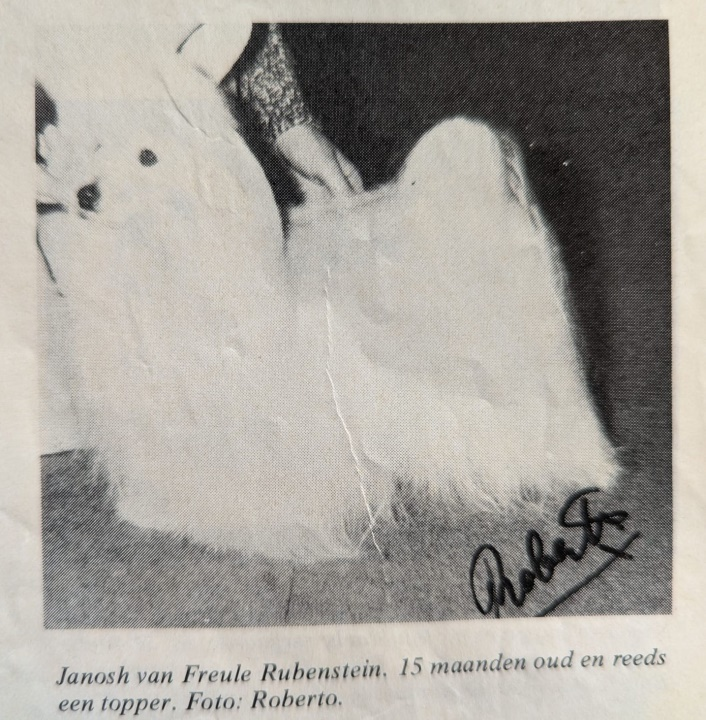 Roberto
Janosh van Freule Rubenstein. 15 maanden oud en reeds
een topper. Foto: Roberto.